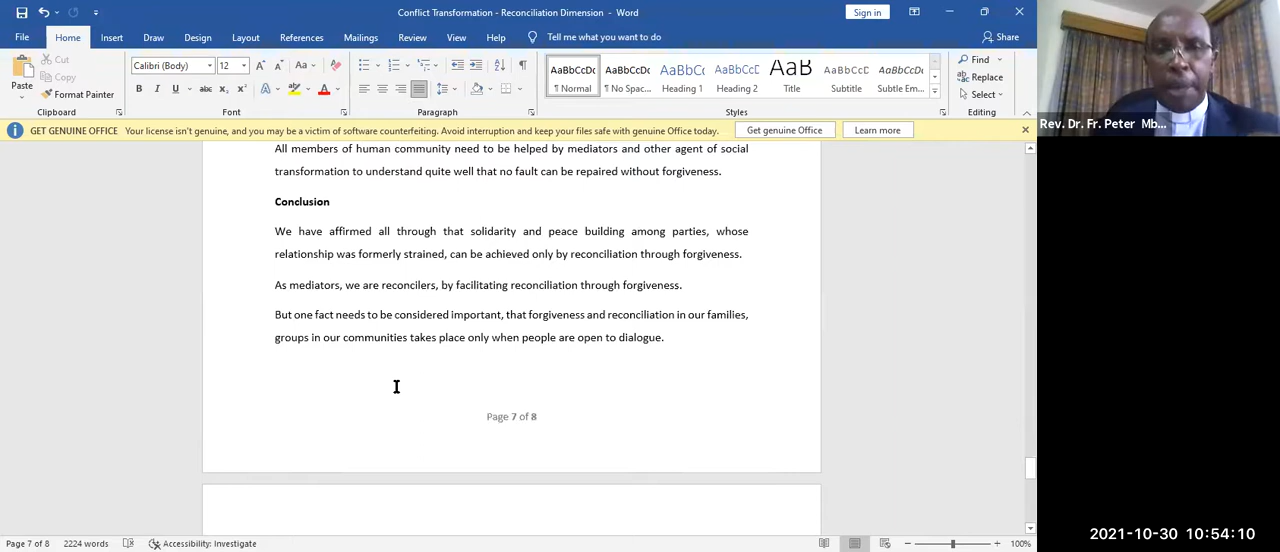 Conflict Transformation - Reconciliation Dimension - Word
Sign in
File Home Insert Draw Design Layout References Mailings Review View Help Tell me what you want to do Share
Paste
Cut
Copy
Format Painter
Clipboard
Calibri (Body) 12
Font
Paragraph
AaBbCcDc AaBbCcDc AaBbCc AaBbCcD AaB AaBbCcD AaBbCcDc
¶ Normal ¶ No Spac... Heading 1 Heading 2 Title Subtitle Subtle Em...
Styles
Find
Replace
Select
Editing
GET GENUINE OFFICE Your license isn't genuine, and you may be a victim of software counterfeiting. Avoid interruption and keep your files safe with genuine Office today. Get genuine Office Learn more
Rev. Dr. Fr. Peter Mb...
All members of human community need to be helped by mediators and other agent of social
transformation to understand quite well that no fault can be repaired without forgiveness.
Conclusion
We have affirmed all through that solidarity and peace building among parties, whose
relationship was formerly strained, can be achieved only by reconciliation through forgiveness.
As mediators, we are reconcilers, by facilitating reconciliation through forgiveness.
But one fact needs to be considered important, that forgiveness and reconciliation in our families,
groups in our communities takes place only when people are open to dialogue.
Page 7 of 8
Page 7 of 8 2224 words Accessibility: Investigate 100%
2021-10-30 10:54:10